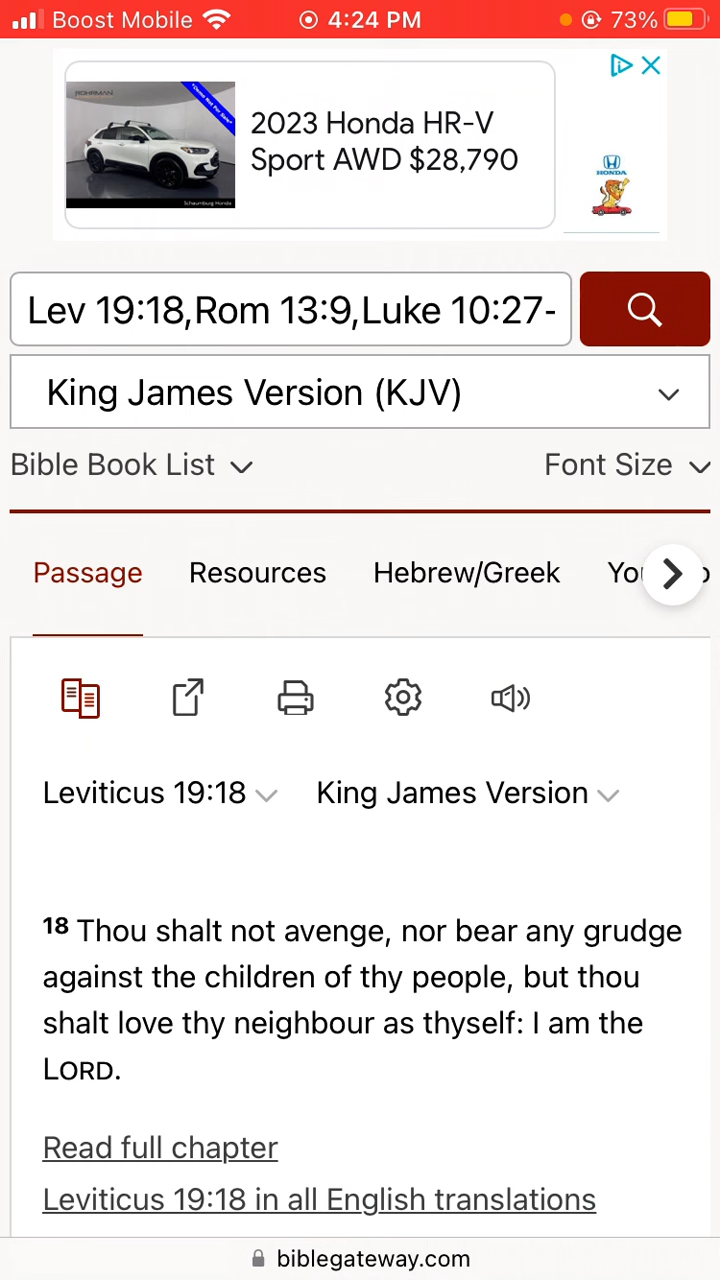 Boost Mobile 4:24 PM 73%
ROHRMAN
2023 Honda HR-V
Sport AWD $28,790
HONDA
Schaumburg Honda
Lev 19:18,Rom 13:9,Luke 10:27-
King James Version (KJV)
Bible Book List Font Size
Passage Resources Hebrew/Greek
Leviticus 19:18 King James Version
18 Thou shalt not avenge, nor bear any grudge
against the children of thy people, but thou
shalt love thy neighbour as thyself: I am the
LORD.
Read full chapter
Leviticus 19:18 in all English translations
biblegateway.com